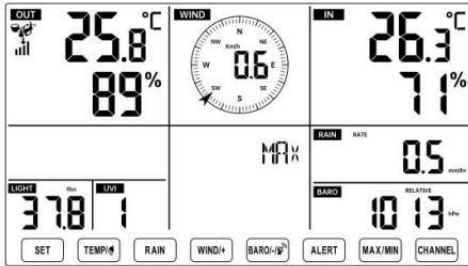 OUT 25.8 °C
89%
WIND
N
NW NE
Km/h
W 0.6 E
SW SE
S
IN 26.3 °C
71%
MAX
RAIN RATE
0.5 mm/hr
LIGHT klux
37.8
UVI
1
BARO RELATIVE
1013 hPa
SET TEMP/ RAIN WIND/+ BARO/-/ ALERT MAX/MIN CHANNEL